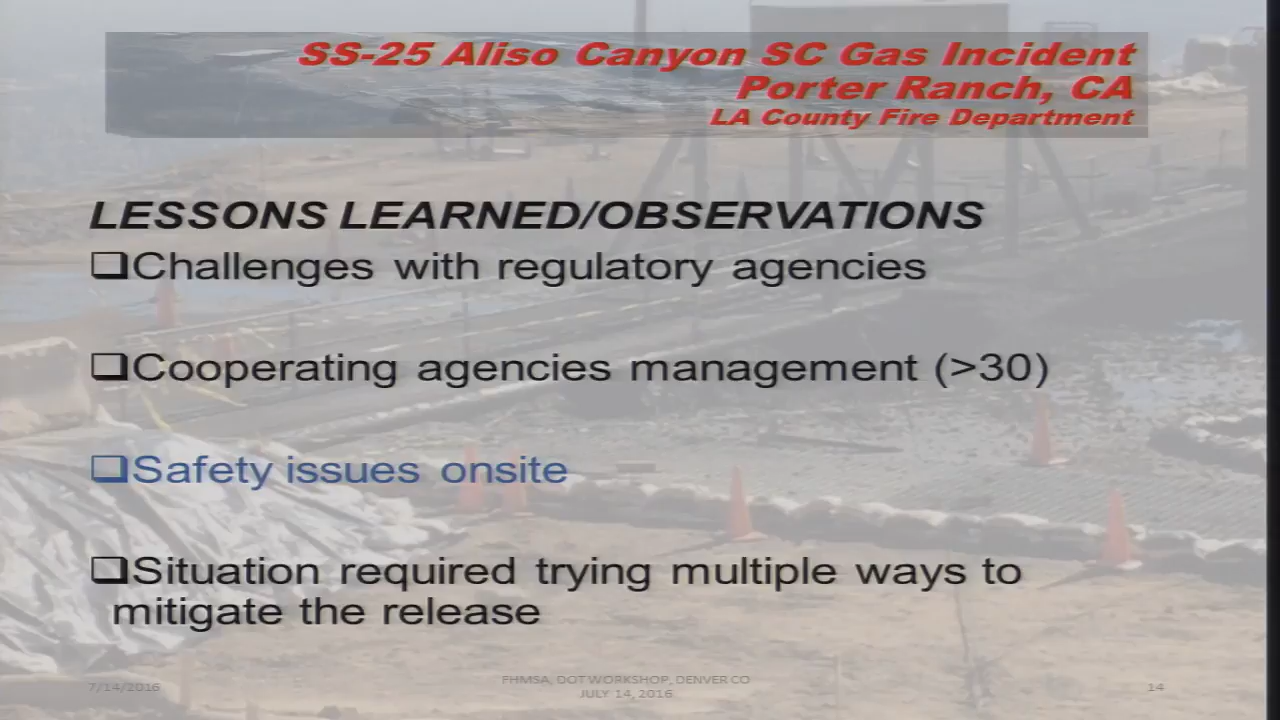 SS-25 Aliso Canyon SC Gas Incident
Porter Ranch, CA
LA County Fire Department
LESSONS LEARNED/OBSERVATIONS
❑Challenges with regulatory agencies
❑Cooperating agencies management (>30)
❑Safety issues onsite
❑Situation required trying multiple ways to
mitigate the release
7/14/2016
FHMSA, DOT WORKSHOP, DENVER CO
JULY 14, 2016
14